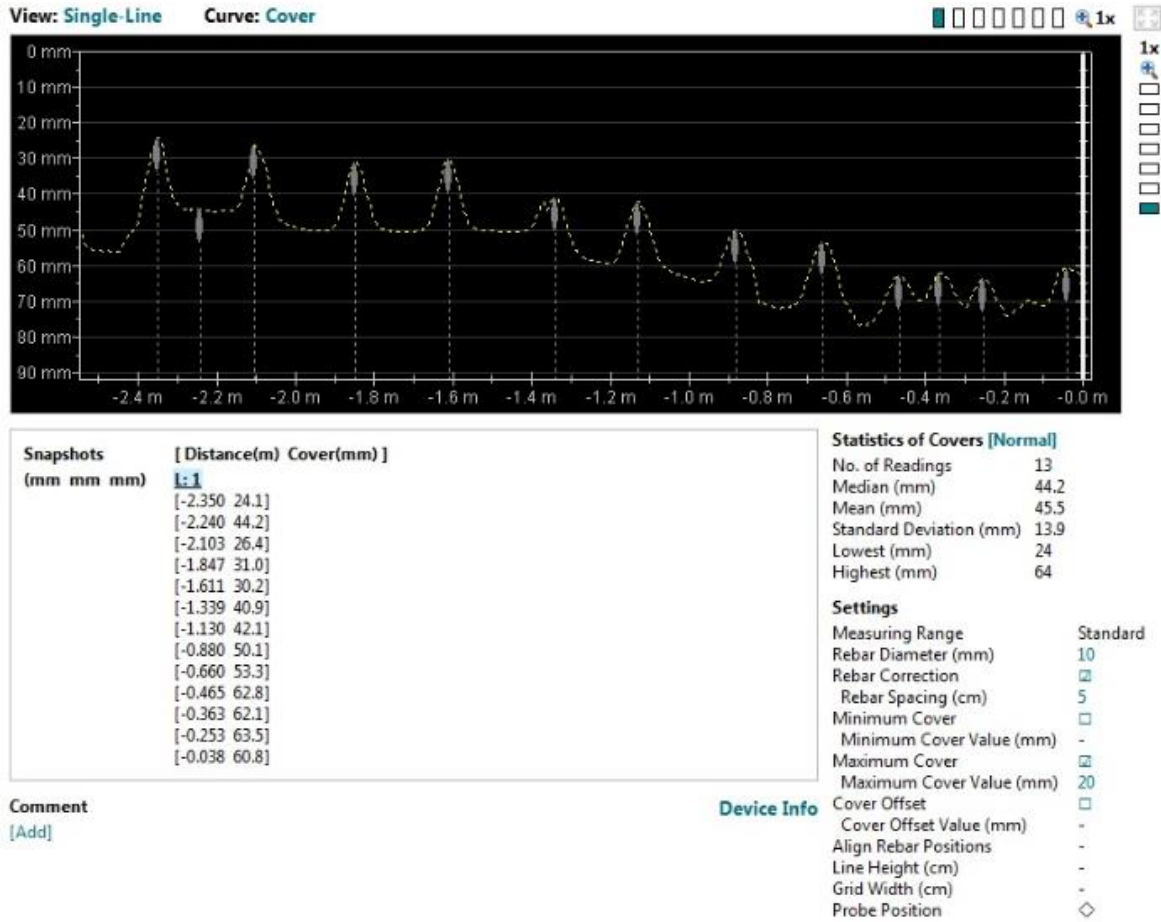 View: Single-Line Curve: Cover 1x
1x
0 mm
10 mm
20 mm
30 mm
40 mm
50 mm
60 mm
70 mm
80 mm
90 mm
-2.4 m -2.2 m -2.0 m -1.8 m -1.6 m -1.4 m -1.2 m -1.0 m -0.8 m -0.6 m -0.4 m -0.2 m -0.0 m
Snapshots [ Distance(m) Cover(mm) ]
(mm mm mm) L: 1
[-2.350 24.1]
[-2.240 44.2]
[-2.103 26.4]
[-1.847 31.0]
[-1.611 30.2]
[-1.339 40.9]
[-1.130 42.1]
[-0.880 50.1]
[-0.660 53.3]
[-0.465 62.8]
[-0.363 62.1]
[-0.253 63.5]
[-0.038 60.8]
Comment
[Add]
Device Info
Statistics of Covers [Normal]
No. of Readings 13
Median (mm) 44.2
Mean (mm) 45.5
Standard Deviation (mm) 13.9
Lowest (mm) 24
Highest (mm) 64
Settings
Measuring Range Standard
Rebar Diameter (mm) 10
Rebar Correction ☑
Rebar Spacing (cm) 5
Minimum Cover ☐
Minimum Cover Value (mm) -
Maximum Cover ☑
Maximum Cover Value (mm) 20
Cover Offset ☐
Cover Offset Value (mm) -
Align Rebar Positions -
Line Height (cm) -
Grid Width (cm) -
Probe Position ◇